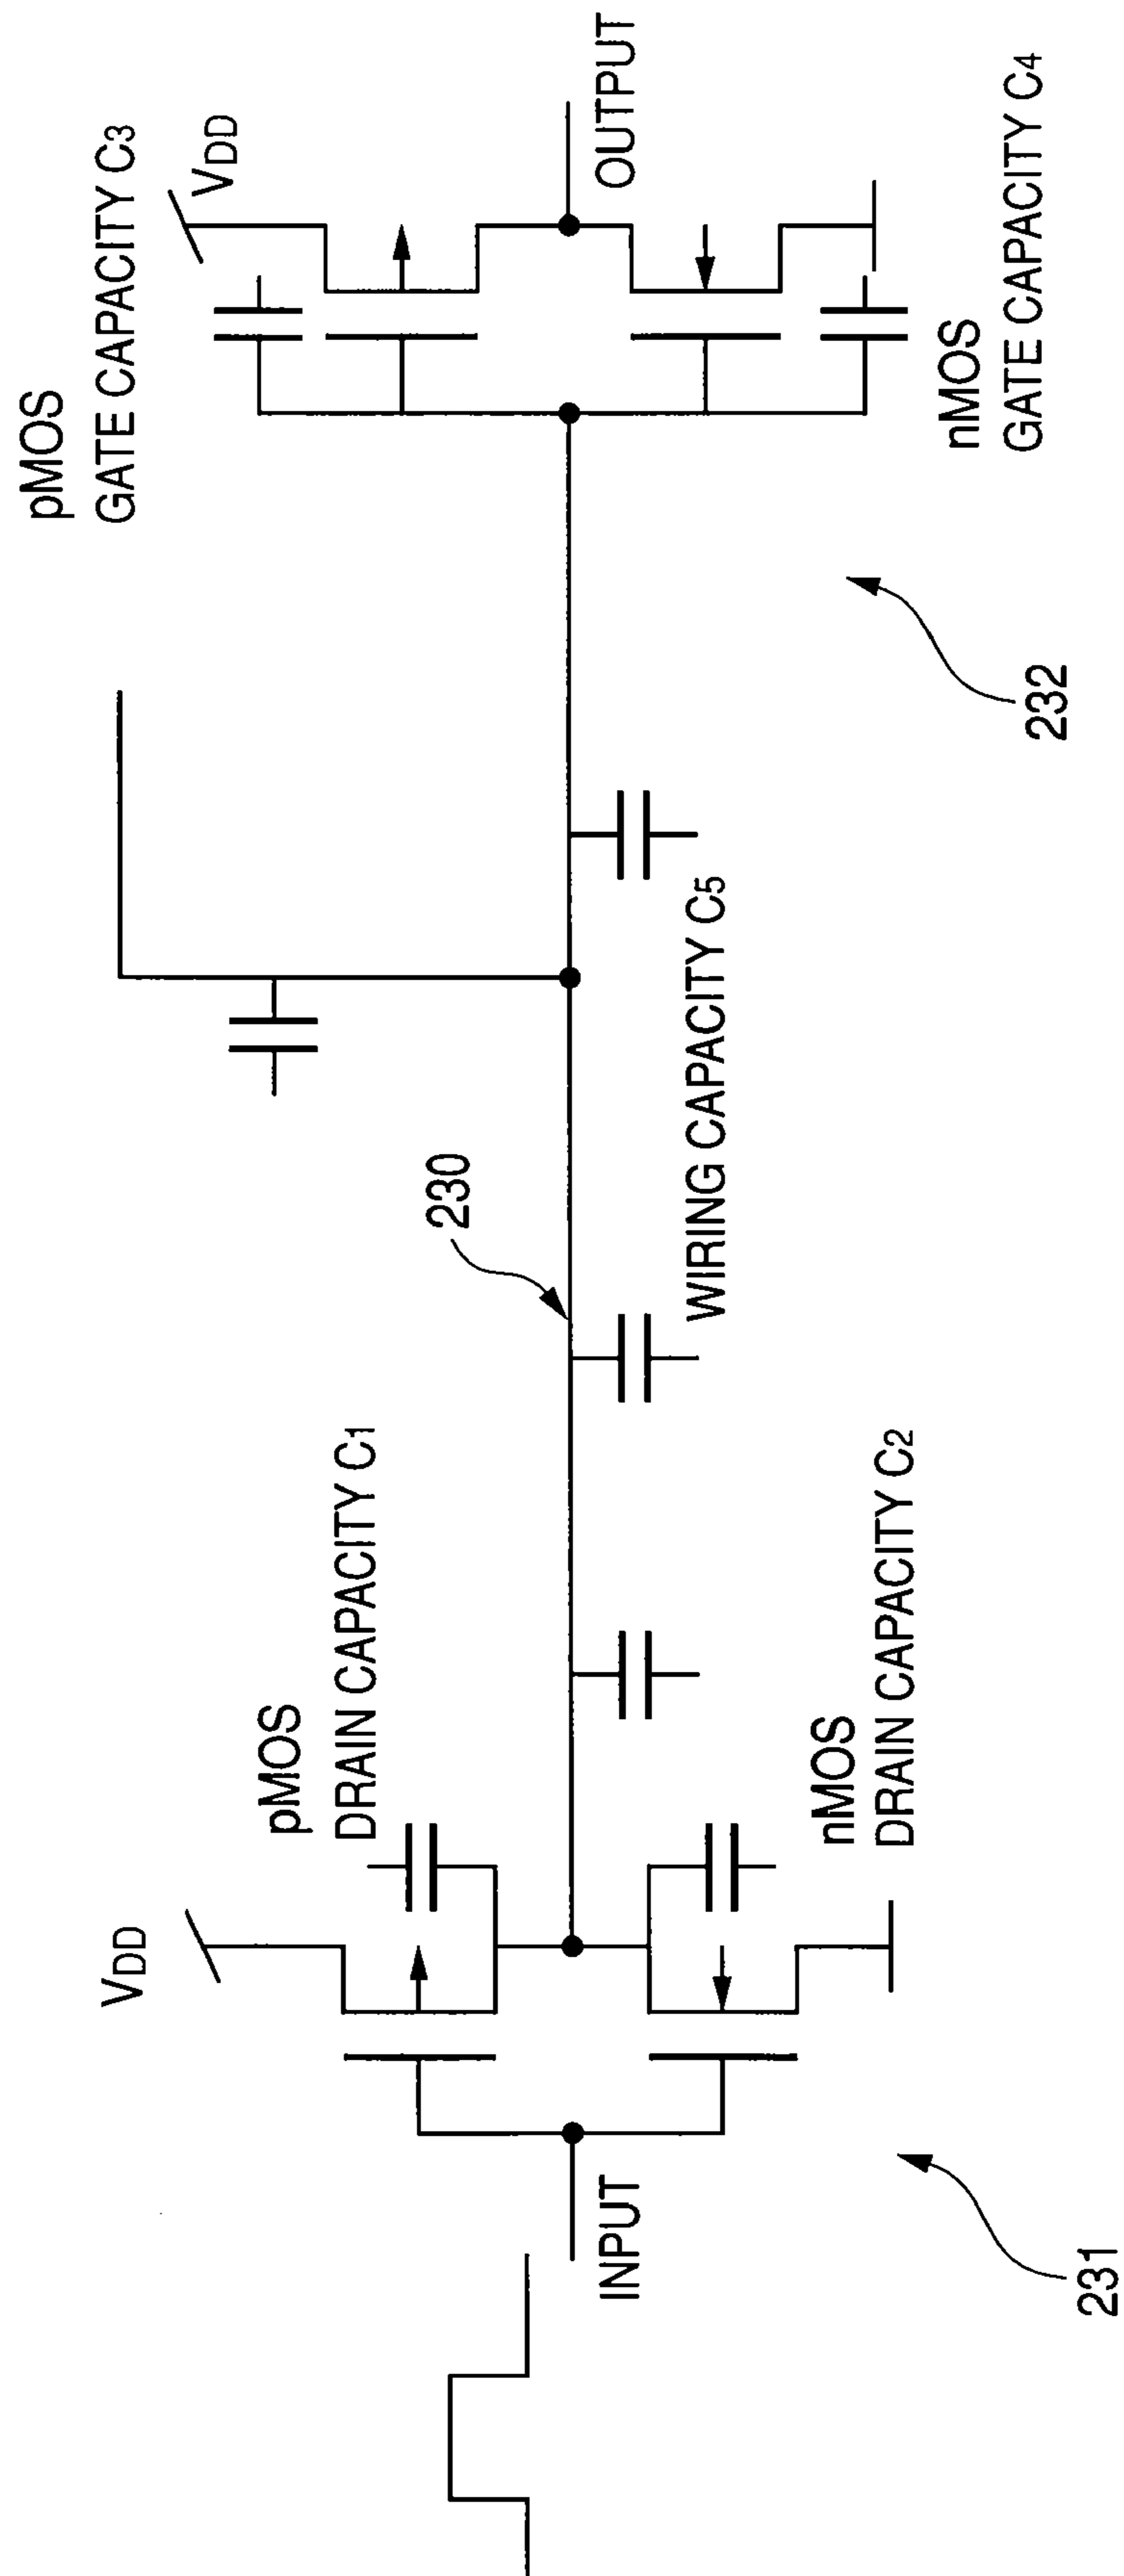 INPUT
231
VDD
pMOS
DRAIN CAPACITY C1
nMOS
DRAIN CAPACITY C2
230
WIRING CAPACITY C5
232
pMOS
GATE CAPACITY C3
VDD
OUTPUT
nMOS
GATE CAPACITY C4